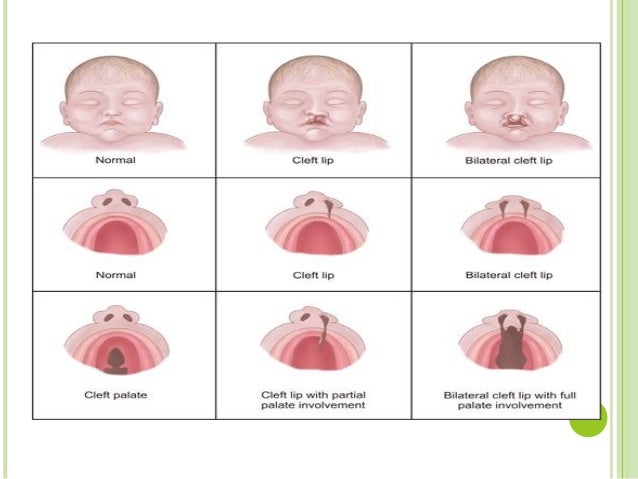 Normal
Cleft lip
Bilateral cleft lip
Normal
Cleft lip
Bilateral cleft lip
Cleft palate
Cleft lip with partial
palate involvement
Bilateral cleft lip with full
palate involvement